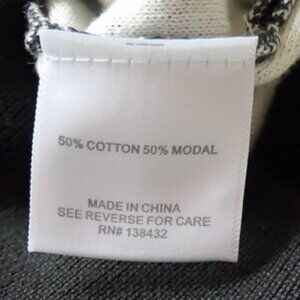 50% COTTON 50% MODAL
MADE IN CHINA
SEE REVERSE FOR CARE
RN# 138432